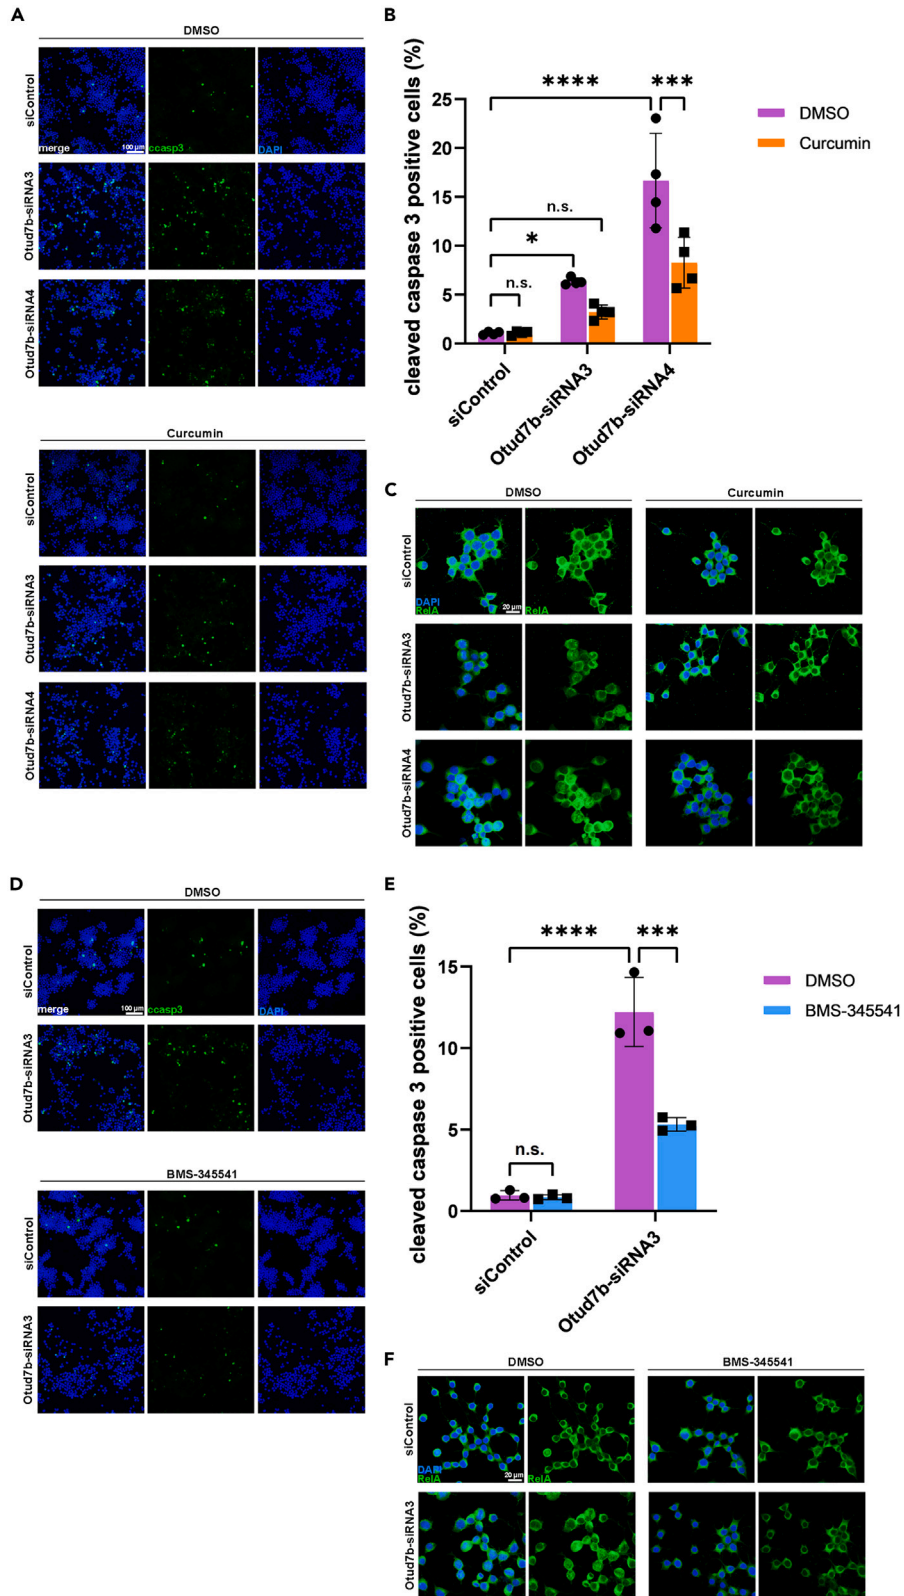 A
DMSO
siControl
merge
100 µm
ccasp3
DAPI
Otud7b-siRNA3
Otud7b-siRNA4
Curcumin
siControl
Otud7b-siRNA3
Otud7b-siRNA4
B
cleaved caspase 3 positive cells (%)
25
20
15
10
5
0
**** ***
n.s.
*
n.s.
DMSO
Curcumin
siControl
Otud7b-siRNA3
Otud7b-siRNA4
C
DMSO
Curcumin
siControl
DAPI
RelA
20 µm
RelA
Otud7b-siRNA3
Otud7b-siRNA4
D
DMSO
siControl
merge
100 µm
ccasp3
DAPI
Otud7b-siRNA3
BMS-345541
siControl
Otud7b-siRNA3
E
cleaved caspase 3 positive cells (%)
15
10
5
0
**** ***
n.s.
DMSO
BMS-345541
siControl
Otud7b-siRNA3
F
DMSO
BMS-345541
siControl
DAPI
RelA
20 µm
RelA
Otud7b-siRNA3